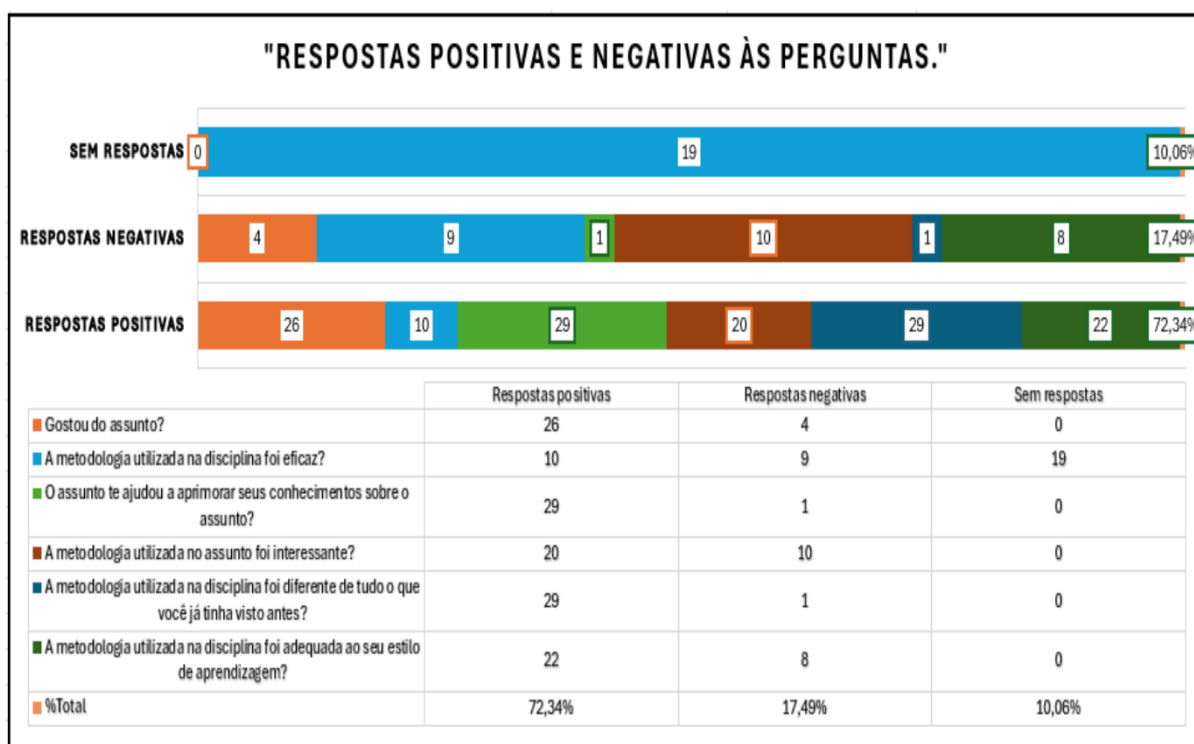 "RESPOSTAS POSITIVAS E NEGATIVAS ÀS PERGUNTAS."
SEM RESPOSTAS 0 19 10,06%
RESPOSTAS NEGATIVAS 4 9 1 10 1 8 17,49%
RESPOSTAS POSITIVAS 26 10 29 20 29 22 72,34%
Respostas positivas Respostas negativas Sem respostas
Gostou do assunto? 26 4 0
A metodologia utilizada na disciplina foi eficaz? 10 9 19
O assunto te ajudou a aprimorar seus conhecimentos sobre o
assunto? 29 1 0
A metodologia utilizada no assunto foi interessante? 20 10 0
A metodologia utilizada na disciplina foi diferente de tudo o que
você já tinha visto antes? 29 1 0
A metodologia utilizada na disciplina foi adequada ao seu estilo
de aprendizagem? 22 8 0
%Total 72,34% 17,49% 10,06%